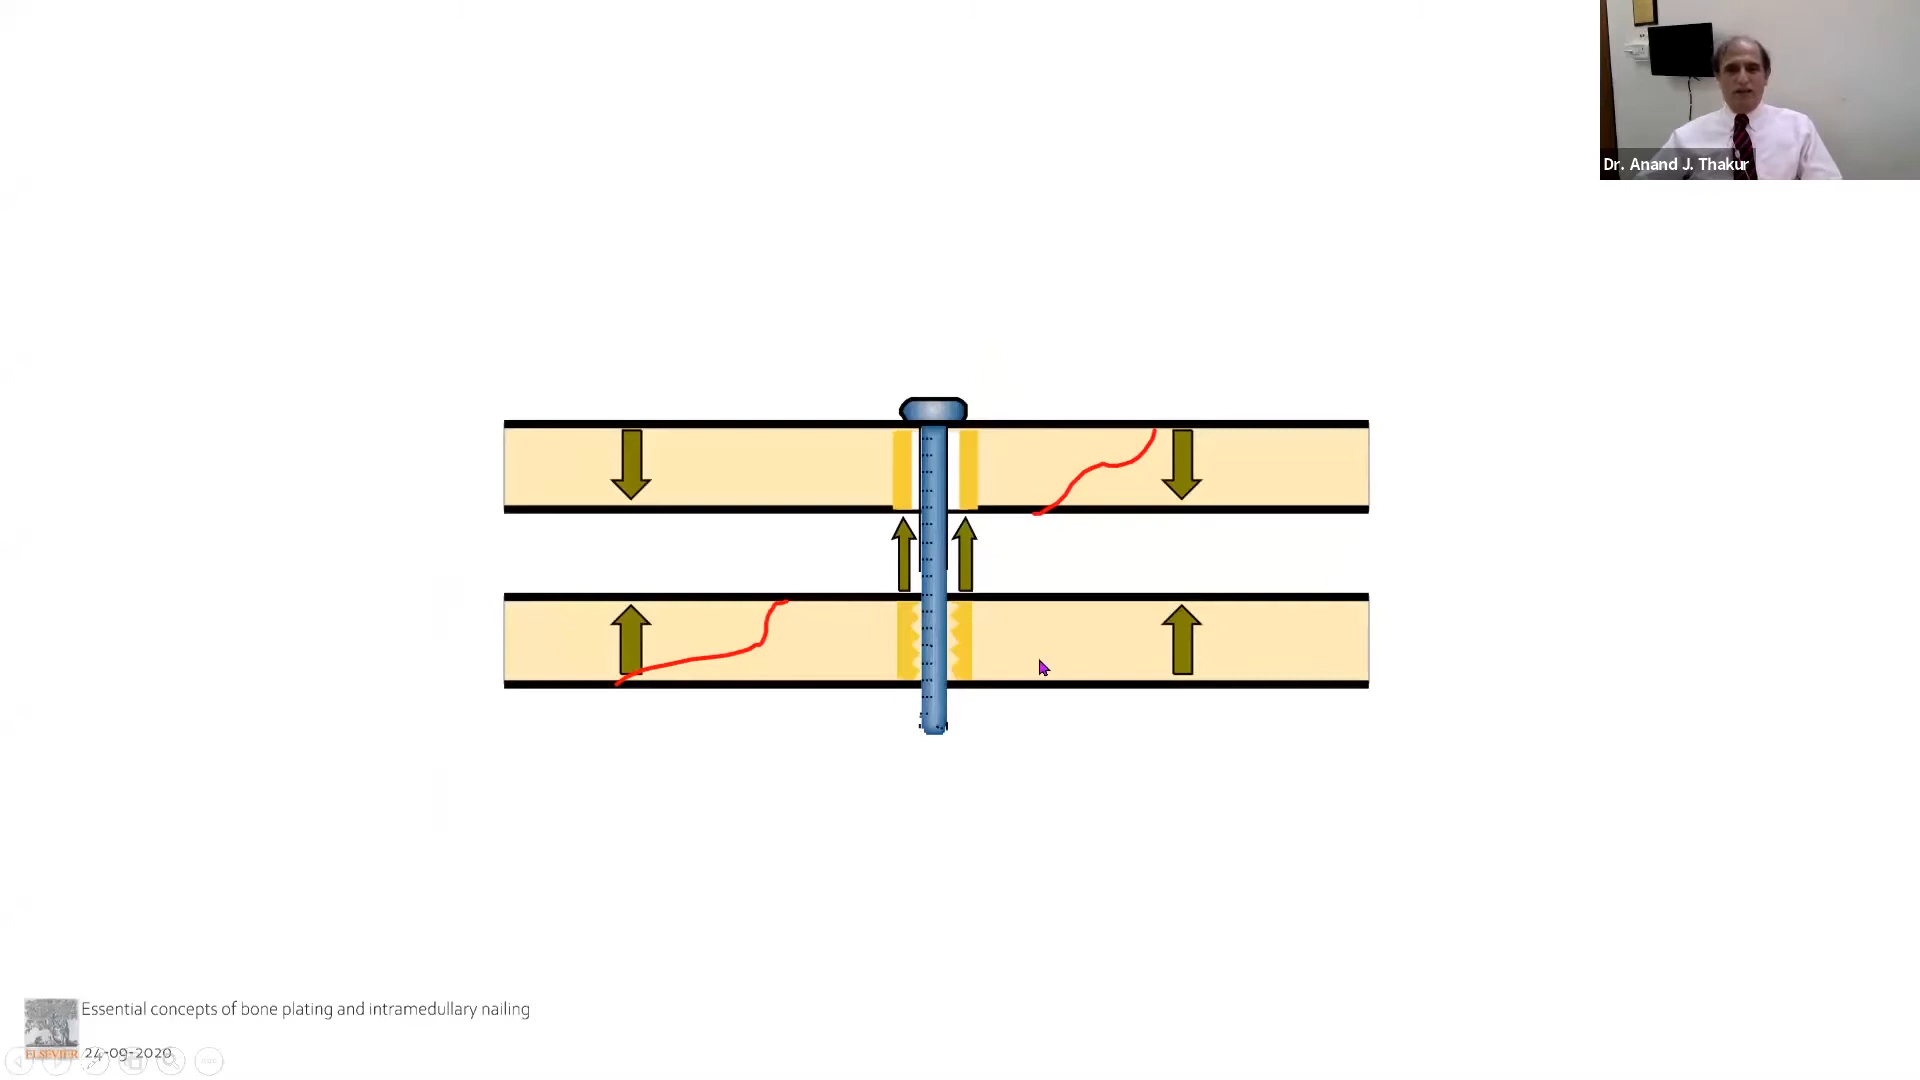 Dr. Anand J. Thakur
Essential concepts of bone plating and intramedullary nailing
ELSEVIER
24-09-2020